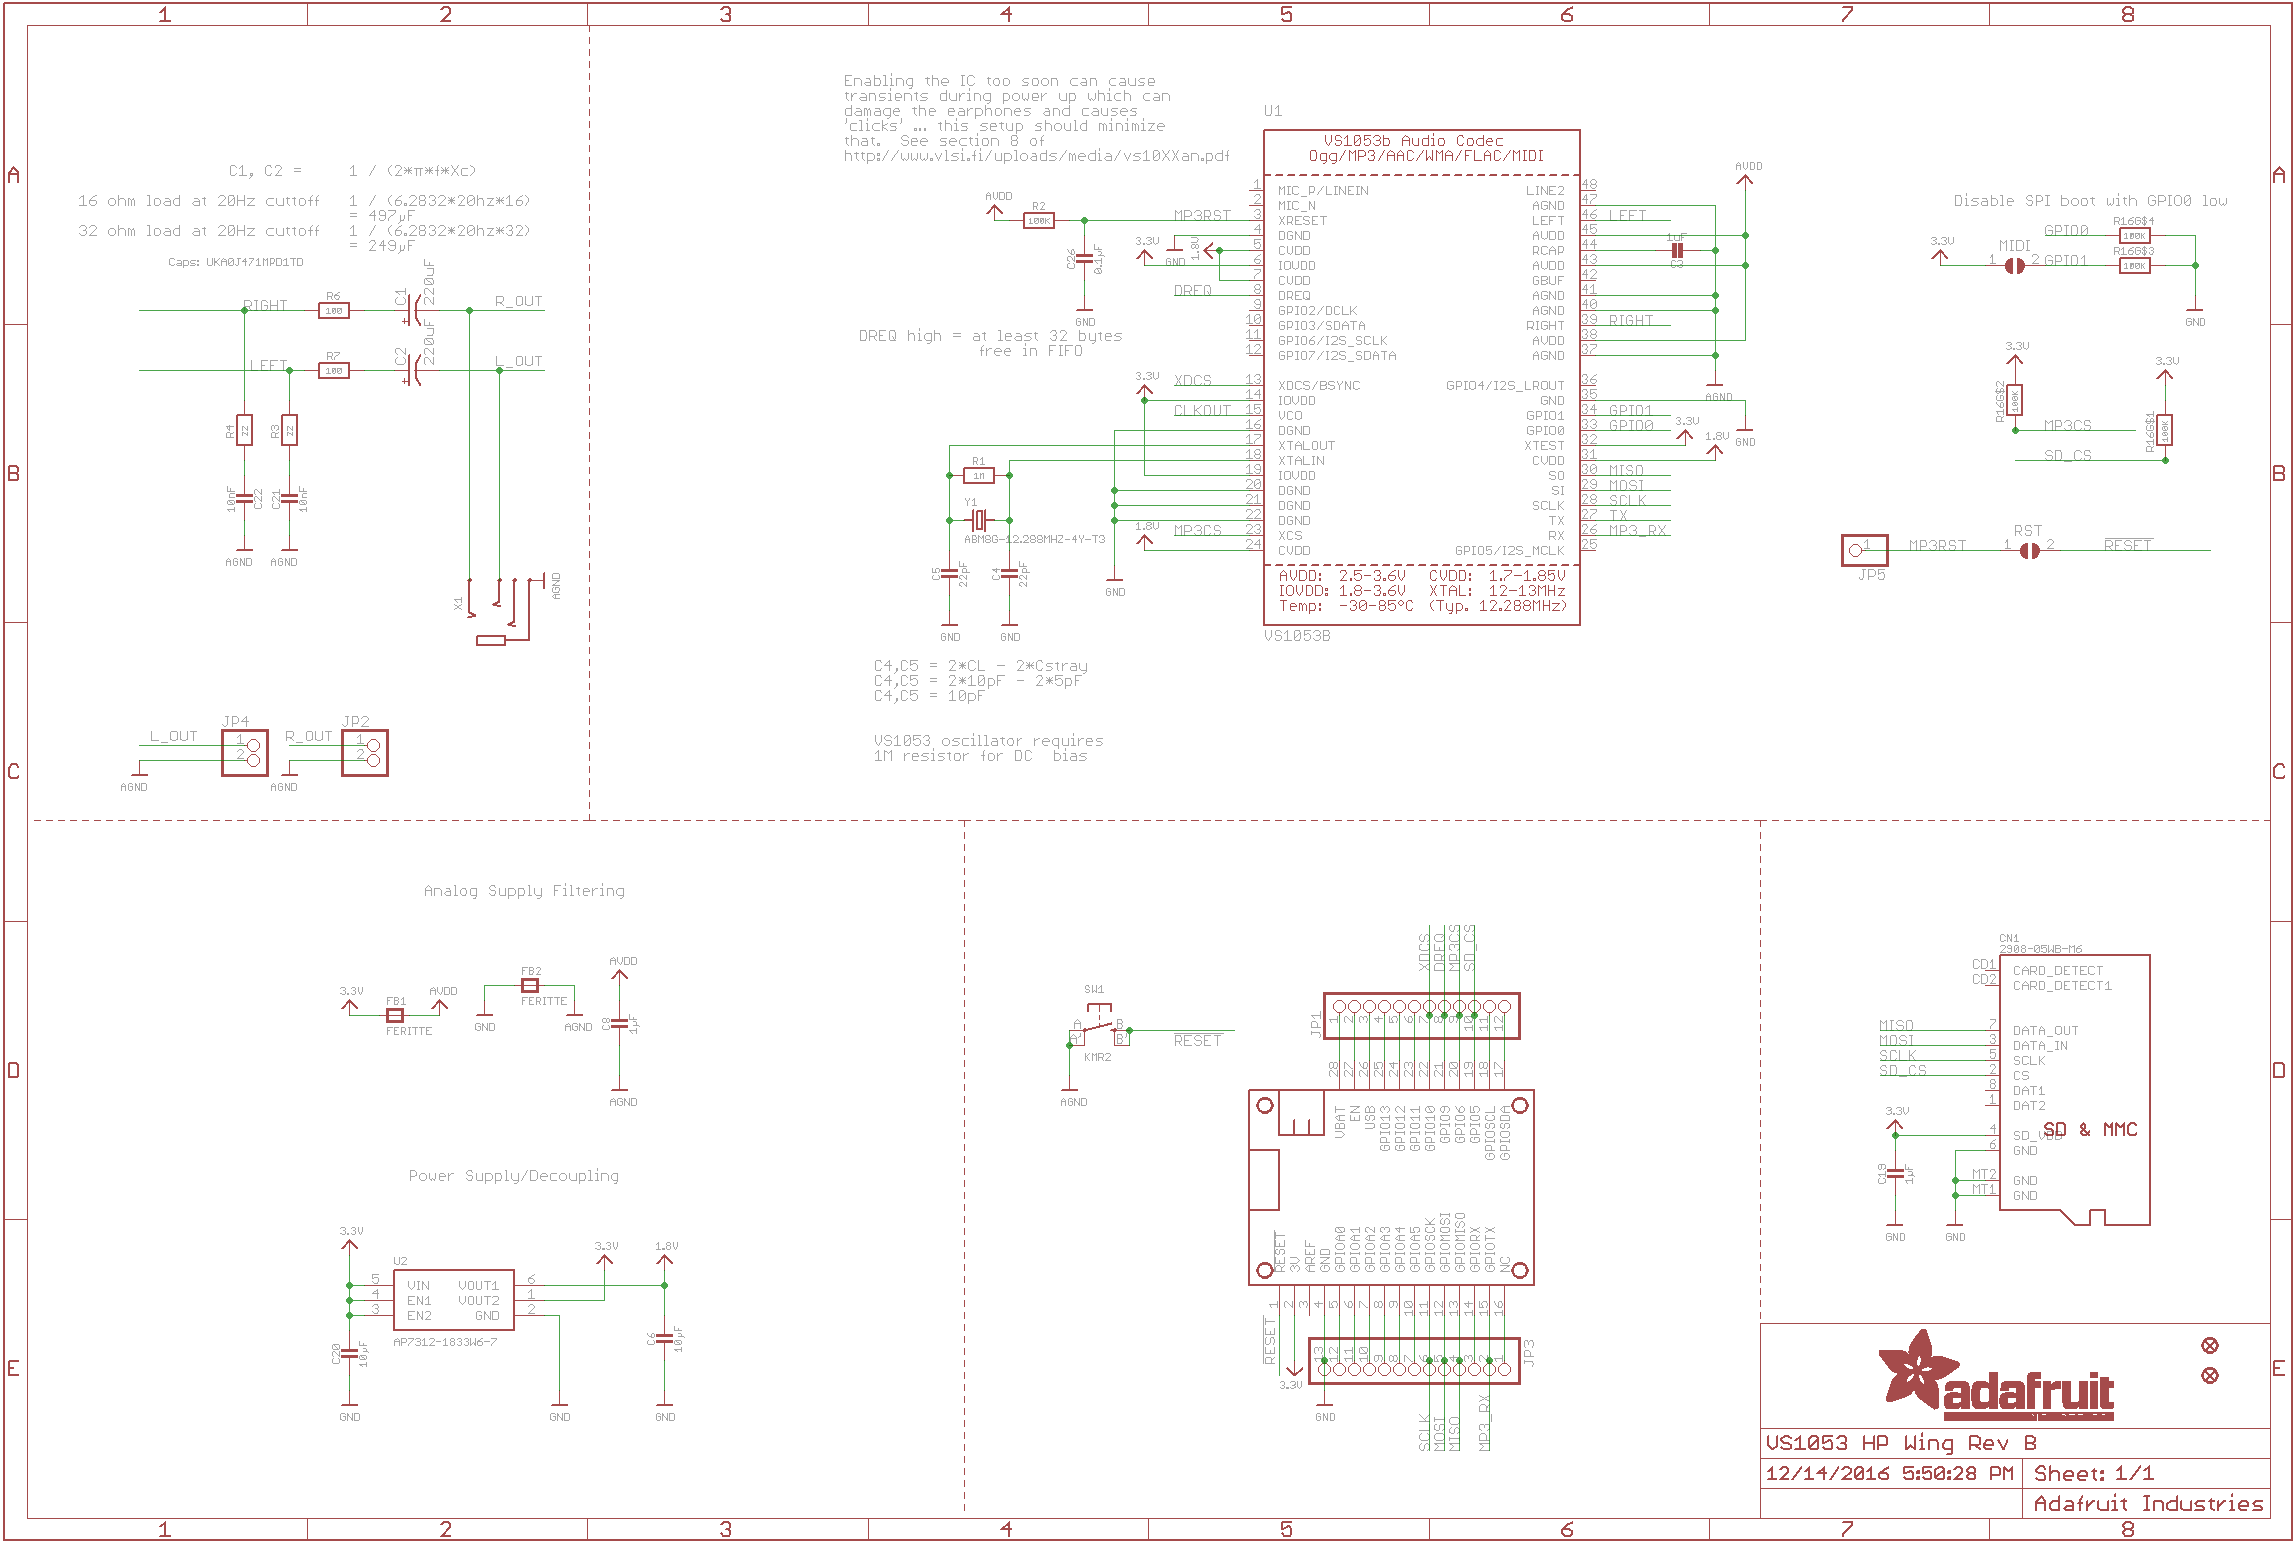 1 2 3 4 5 6 7 8
A
B
C
D
E
C1, C2 = 1 / (2*π*f*Xc)
16 ohm load at 20Hz cuttoff 1 / (6.2832*20hz*16)
= 497µF
32 ohm load at 20Hz cuttoff 1 / (6.2832*20hz*32)
= 249µF
Caps: UKA0J471MPD1TD
RIGHT
R6
100
C1
220uF
R_OUT
LEFT
R7
100
C2
220uF
L_OUT
R4
22
R3
22
10nF
C22
C21
10nF
AGND
AGND
X1
AGND
JP4
L_OUT
1
2
AGND
JP2
R_OUT
1
2
AGND
Enabling the IC too soon can cause
transients during power up which can
damage the earphones and causes
'clicks' ... this setup should minimize
that. See section 8 of
http://www.vlsi.fi/uploads/media/vs10XXan.pdf
AVDD
R2
100K
C26
0.1µF
GND
MP3RST
3.3V
GND
1.8V
DREQ
DREQ high = at least 32 bytes
free in FIFO
3.3V
XDCS
CLKOUT
R1
1M
Y1
ABM8G-12.288MHZ-4Y-T3
C5
22pF
C4
22pF
GND
GND
1.8V
MP3CS
GND
C4,C5 = 2*CL - 2*Cstray
C4,C5 = 2*10pF - 2*5pF
C4,C5 = 10pF
VS1053 oscillator requires
1M resistor for DC bias
U1
VS1053b Audio Codec
Ogg/MP3/AAC/WMA/FLAC/MIDI
1 MIC_P/LINEIN
2 MIC_N
3 XRESET
4 DGND
5 CVDD
6 IOVDD
7 CVDD
8 DREQ
9 GPIO2/DCLK
10 GPIO3/SDATA
11 GPIO6/I2S_SCLK
12 GPIO7/I2S_SDATA
13 XDCS/BSYNC
14 IOVDD
15 VCO
16 DGND
17 XTALOUT
18 XTALIN
19 IOVDD
20 DGND
21 DGND
22 DGND
23 XCS
24 CVDD
LINE2 48
AGND 47
LEFT 46
AVDD 45
RCAP 44
AVDD 43
GBUF 42
AGND 41
AGND 40
RIGHT 39
AVDD 38
AGND 37
GPIO4/I2S_LROUT 36
GND 35
GPIO1 34
GPIO0 33
XTEST 32
CVDD 31
SO 30
SI 29
SCLK 28
TX 27
RX 26
GPIO5/I2S_MCLK 25
AVDD: 2.5-3.6V CVDD: 1.7-1.85V
IOVDD: 1.8-3.6V XTAL: 12-13MHz
Temp: -30-85°C (Typ. 12.288MHz)
VS1053B
AVDD
LEFT
1uF
C3
RIGHT
AGND
GPIO1
GPIO0
3.3V
1.8V
GND
MISO
MOSI
SCLK
TX
MP3_RX
Disable SPI boot with GPIO0 low
GPIO0
R16G$4
100K
3.3V
MIDI
1 2
GPIO1
R16G$3
100K
GND
3.3V
R16G$2
100K
MP3CS
3.3V
R16G$1
100K
SD_CS
JP5
1
MP3RST
RST
1 2
RESET
Analog Supply Filtering
3.3V
FB1
FERITTE
AVDD
FB2
FERITTE
GND
AGND
AVDD
C8
1µF
AGND
Power Supply/Decoupling
3.3V
U2
5 VIN
4 EN1
3 EN2
VOUT1 6
VOUT2 1
GND 2
AP7312-1833W6-7
3.3V
1.8V
C20
10µF
C6
10µF
GND
GND
GND
SW1
A
A'
B
B'
KMR2
RESET
AGND
XDCS
DREQ
MP3CS
SD_CS
JP1
1 2 3 4 5 6 7 8 9 10 11 12
28 27 26 25 24 23 22 21 20 19 18 17
VBAT
EN
USB
GPIO13
GPIO12
GPIO11
GPIO10
GPIO9
GPIO6
GPIO5
GPIOSCL
GPIOSDA
RESET
3V
AREF
GND
GPIOA0
GPIOA1
GPIOA2
GPIOA3
GPIOA4
GPIOA5
GPIOSCK
GPIOMOSI
GPIOMISO
GPIORX
GPIOTX
NC
1 2 3 4 5 6 7 8 9 10 11 12 13 14 15 16
RESET
3.3V
13 12 11 10 9 8 7 6 5 4 3 2 1
JP3
GND
SCLK
MOSI
MISO
MP3_RX
CN1
2908-05WB-M6
CD1 CARD_DETECT
CD2 CARD_DETECT1
MISO 7 DATA_OUT
MOSI 3 DATA_IN
SCLK 5 SCLK
SD_CS 2 CS
8 DAT1
1 DAT2
3.3V
4 SD_VDD
SD & MMC
6 GND
MT2 GND
MT1 GND
C19
1µF
GND
GND
adafruit
VS1053 HP Wing Rev B
12/14/2016 5:50:28 PM
Sheet: 1/1
Adafruit Industries
A
B
C
D
E
1 2 3 4 5 6 7 8